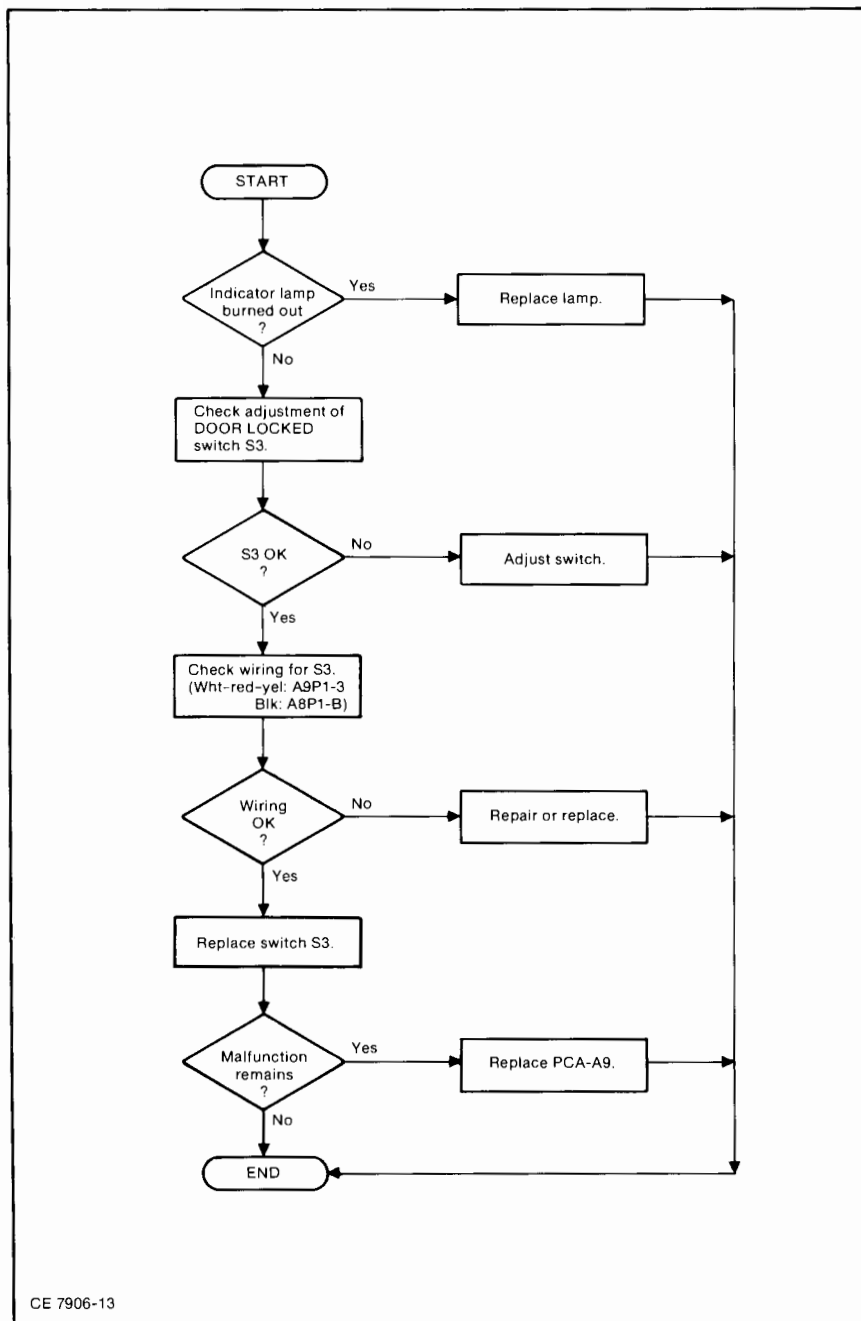 START
Indicator lamp
burned out
?
Yes
Replace lamp.
No
Check adjustment of
DOOR LOCKED
switch S3.
S3 OK
?
No
Adjust switch.
Yes
Check wiring for S3.
(Wht-red-yel: A9P1-3
Blk: A8P1-B)
Wiring
OK
?
No
Repair or replace.
Yes
Replace switch S3.
Malfunction
remains
?
Yes
Replace PCA-A9.
No
END
CE 7906-13